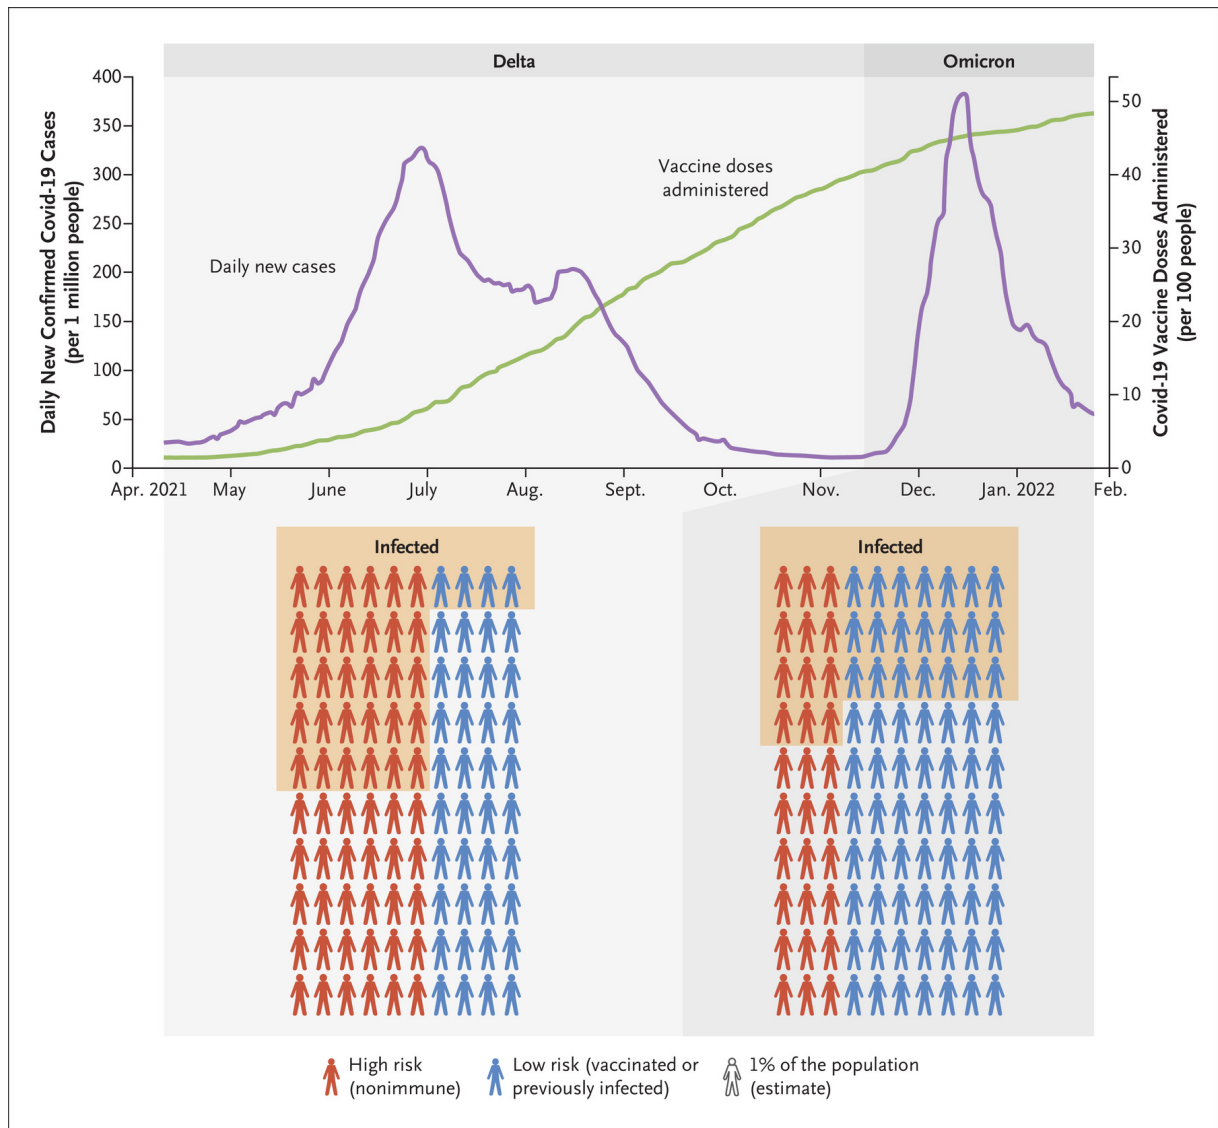 Delta
Omicron
400
350
300
250
200
150
100
50
0
Daily New Confirmed Covid-19 Cases
(per 1 million people)
Daily new cases
Vaccine doses
administered
50
40
30
20
10
0
Covid-19 Vaccine Doses Administered
(per 100 people)
Apr. 2021
May
June
July
Aug.
Sept.
Oct.
Nov.
Dec.
Jan. 2022
Feb.
Infected
Infected
High risk
(nonimmune)
Low risk (vaccinated or
previously infected)
1% of the population
(estimate)